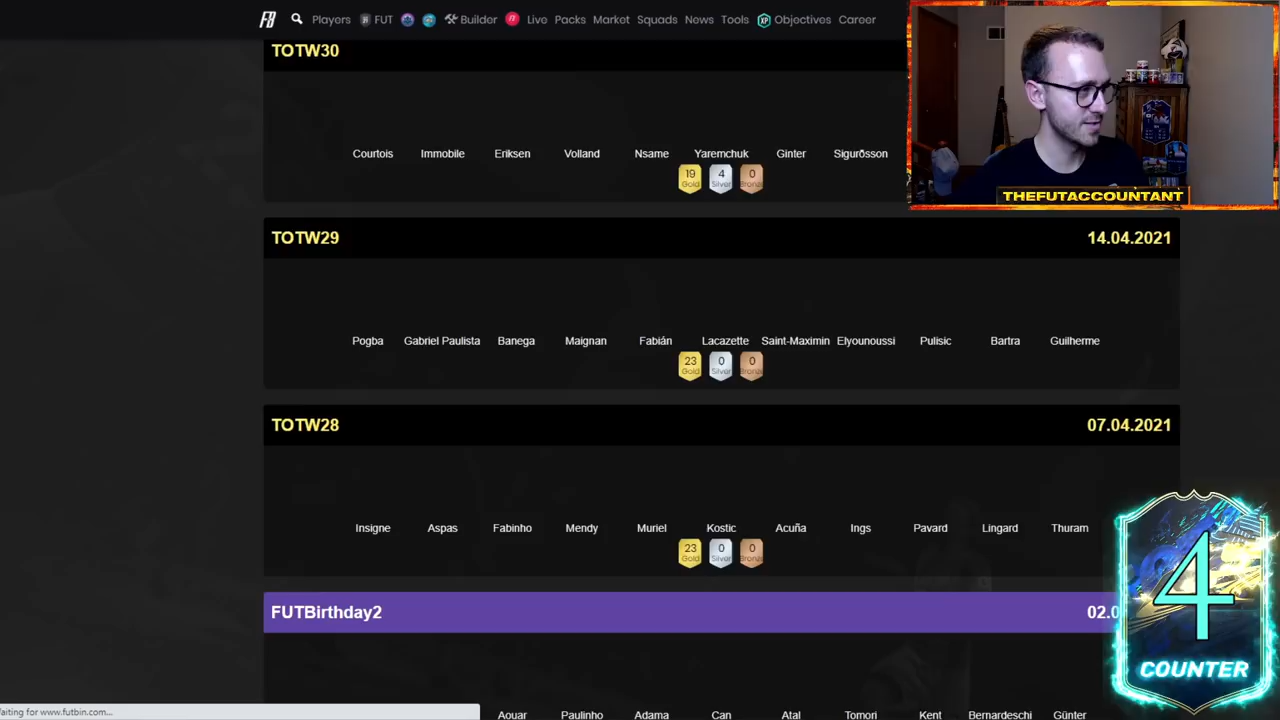 Players FUT Builder Live Packs Market Squads News Tools XP Objectives Career
TOTW30
Courtois Immobile Eriksen Volland Nsame Yaremchuk Ginter Sigurðsson
19 Gold 4 Silver 0 Bronze
THEFUTACCOUNTANT
TOTW29 14.04.2021
Pogba Gabriel Paulista Banega Maignan Fabián Lacazette Saint-Maximin Elyounoussi Pulisic Bartra Guilherme
23 Gold 0 Silver 0 Bronze
TOTW28 07.04.2021
Insigne Aspas Fabinho Mendy Muriel Kostic Acuña Ings Pavard Lingard Thuram
23 Gold 0 Silver 0 Bronze
FUTBirthday2 02.0
Aouar Paulinho Adama Can Atal Tomori Kent Bernardeschi Günter
4
COUNTER
Waiting for www.futbin.com...